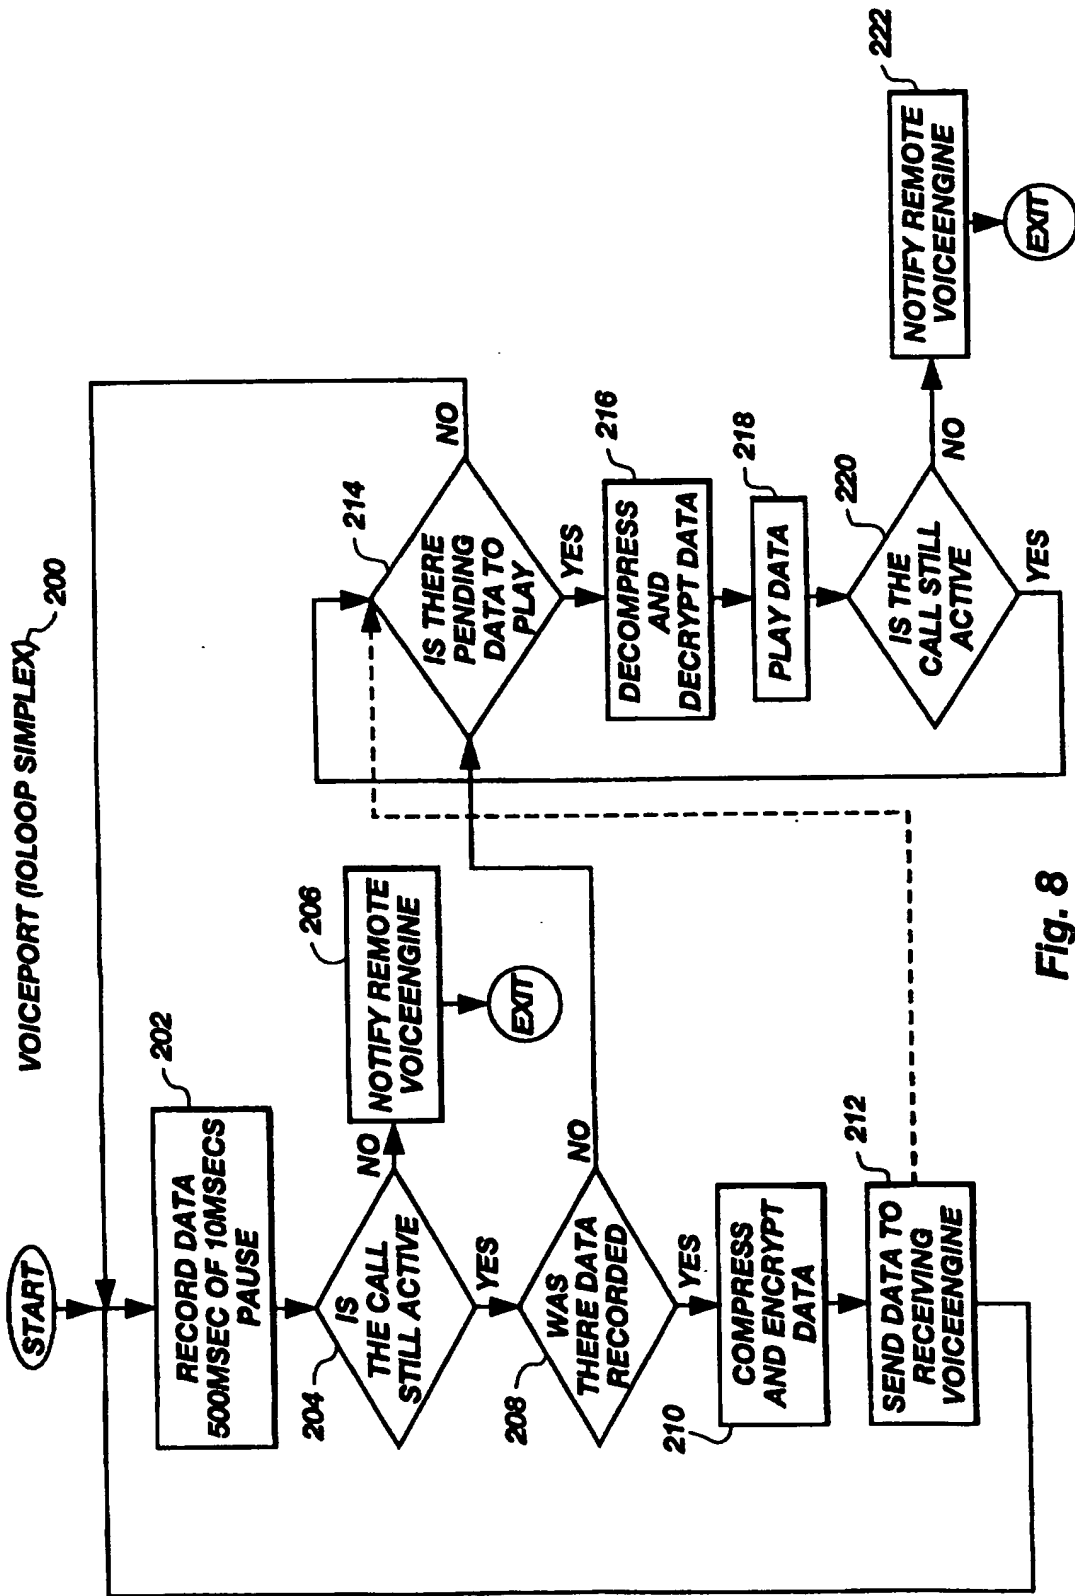 VOICEPORT (IOLOOP SIMPLEX) 200
START
202
RECORD DATA
500MSEC OF 10MSECS
PAUSE
204
IS
THE CALL
STILL ACTIVE
NO
YES
206
NOTIFY REMOTE
VOICEENGINE
EXIT
208
WAS
THERE DATA
RECORDED
NO
YES
210
COMPRESS
AND ENCRYPT
DATA
212
SEND DATA TO
RECEIVING
VOICEENGINE
214
IS THERE
PENDING
DATA TO
PLAY
NO
YES
216
DECOMPRESS
AND
DECRYPT DATA
218
PLAY DATA
220
IS THE
CALL STILL
ACTIVE
NO
YES
222
NOTIFY REMOTE
VOICEENGINE
EXIT
Fig. 8